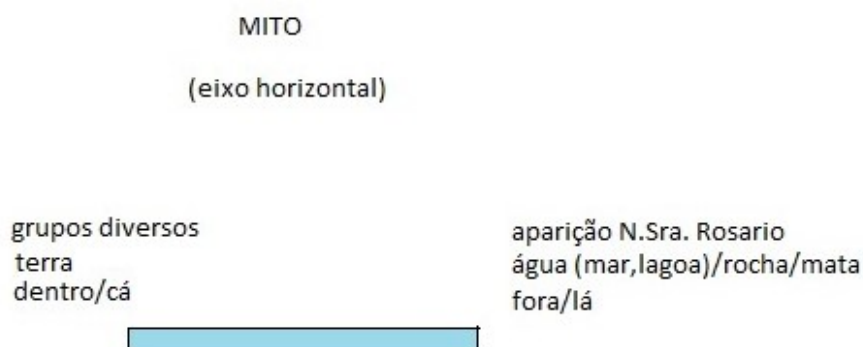 MITO
(eixo horizontal)
grupos diversos
terra
dentro/cá
aparição N.Sra. Rosario
água (mar,lagoa)/rocha/mata
fora/lá